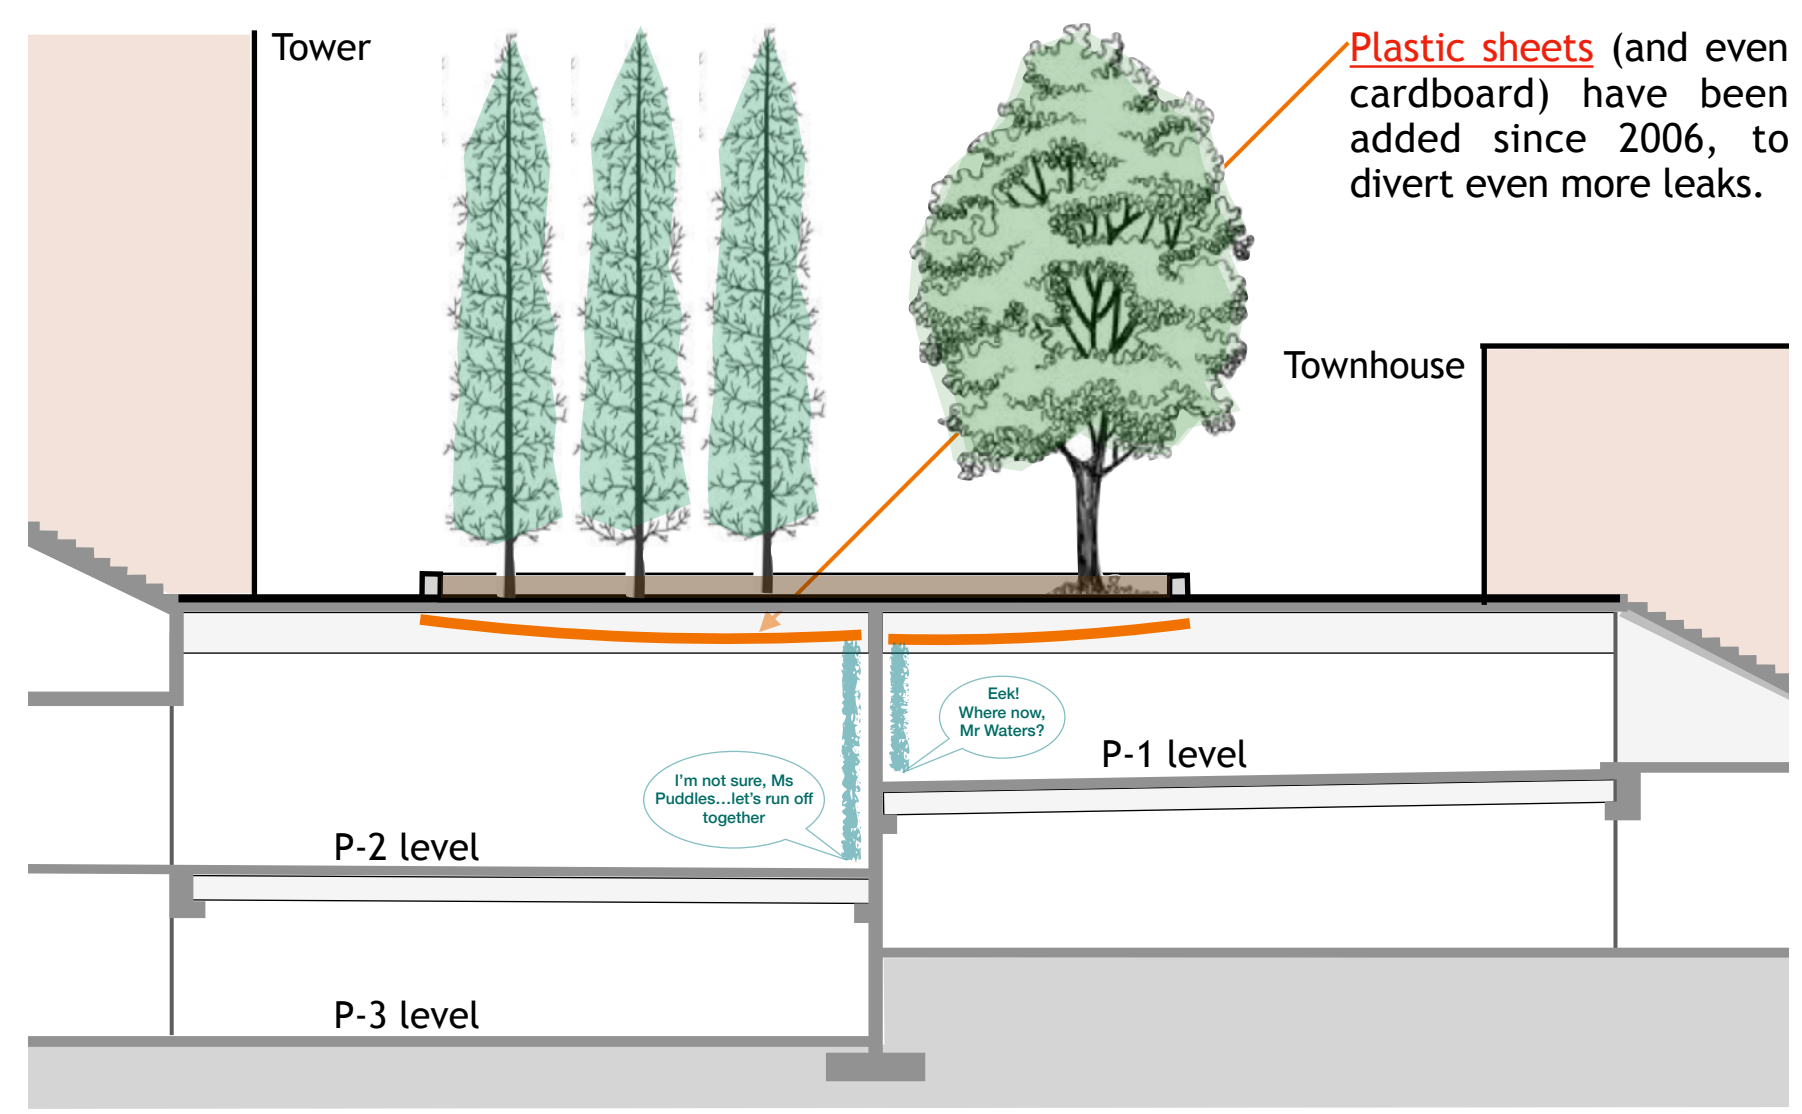 Tower
Plastic sheets (and even
cardboard) have been
added since 2006, to
divert even more leaks.
Townhouse
Eek!
Where now,
Mr Waters?
P-1 level
I'm not sure, Ms
Puddles...let's run off
together
P-2 level
P-3 level